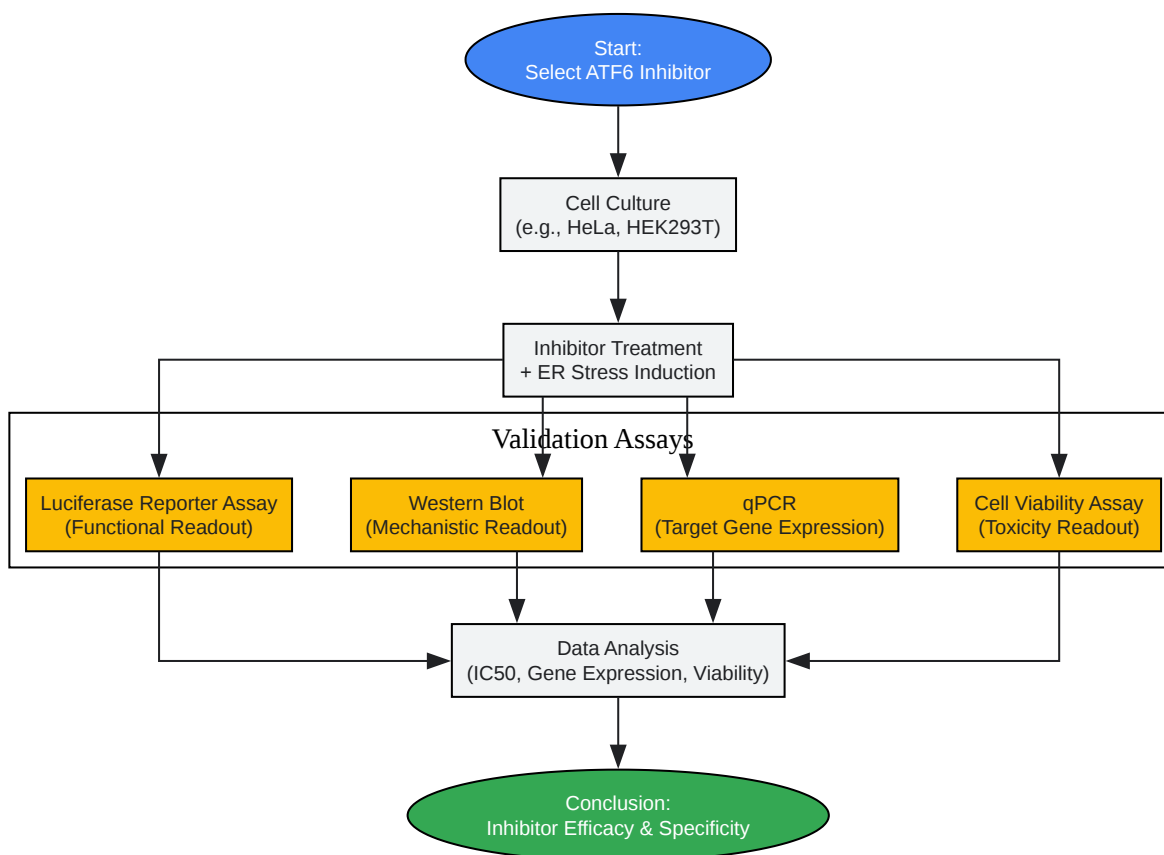 Start:
Select ATF6 Inhibitor
Cell Culture
(e.g., HeLa, HEK293T)
Inhibitor Treatment
+ ER Stress Induction
Validation Assays
Luciferase Reporter Assay
(Functional Readout)
Western Blot
(Mechanistic Readout)
qPCR
(Target Gene Expression)
Cell Viability Assay
(Toxicity Readout)
Data Analysis
(IC50, Gene Expression, Viability)
Conclusion:
Inhibitor Efficacy & Specificity